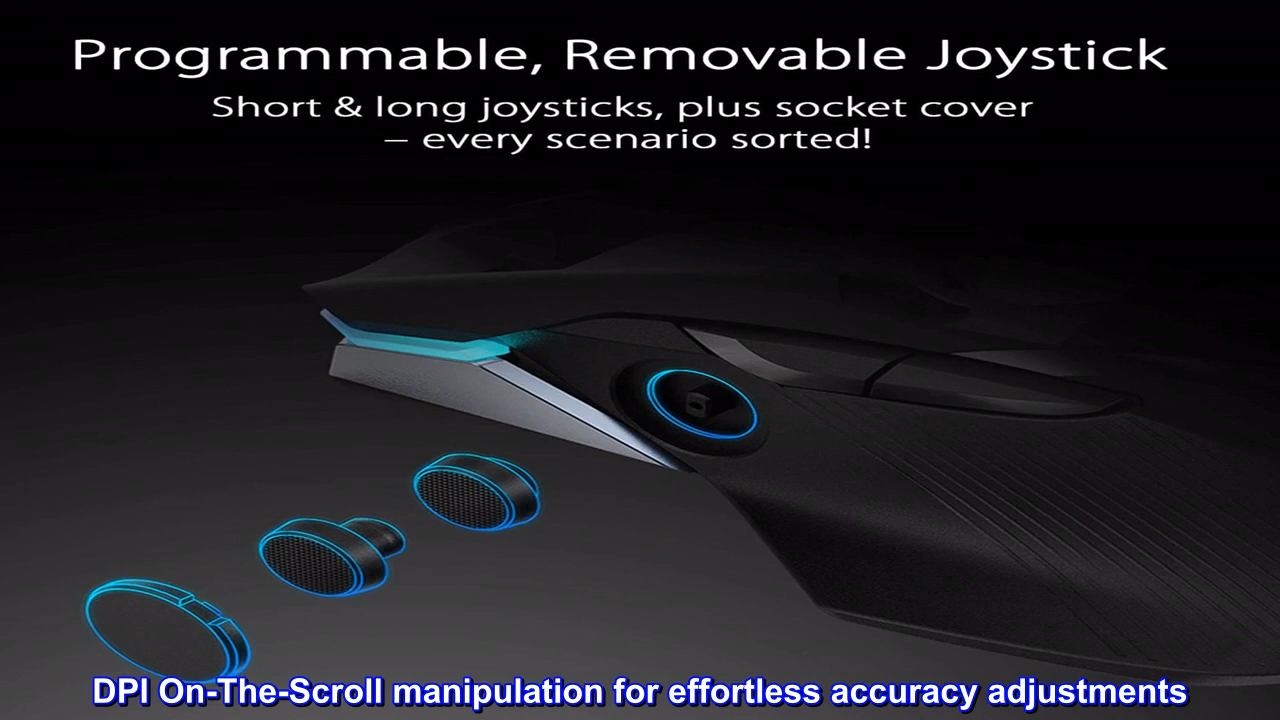 Programmable, Removable Joystick
Short & long joysticks, plus socket cover
– every scenario sorted!
DPI On-The-Scroll manipulation for effortless accuracy adjustments